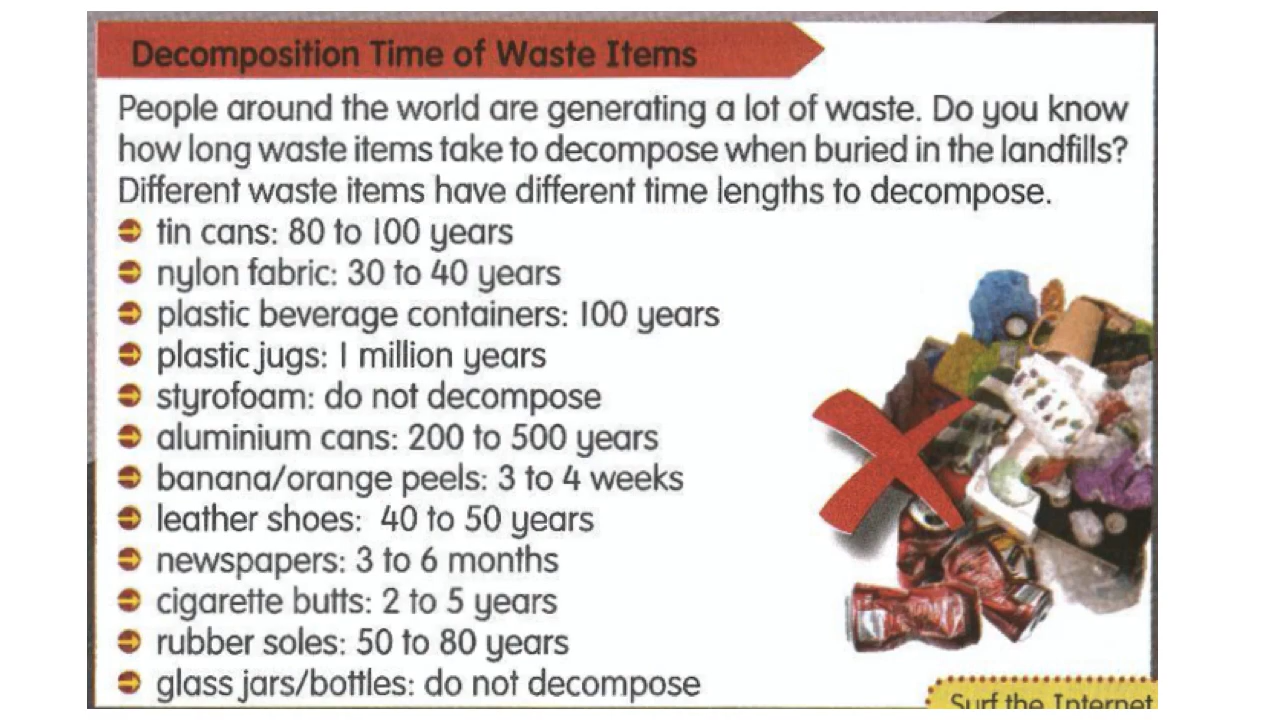 Decomposition Time of Waste Items
People around the world are generating a lot of waste. Do you know
how long waste items take to decompose when buried in the landfills?
Different waste items have different time lengths to decompose.
tin cans: 80 to 100 years
nylon fabric: 30 to 40 years
plastic beverage containers: 100 years
plastic jugs: 1 million years
styrofoam: do not decompose
aluminium cans: 200 to 500 years
banana/orange peels: 3 to 4 weeks
leather shoes: 40 to 50 years
newspapers: 3 to 6 months
cigarette butts: 2 to 5 years
rubber soles: 50 to 80 years
glass jars/bottles: do not decompose
Surf the Internet